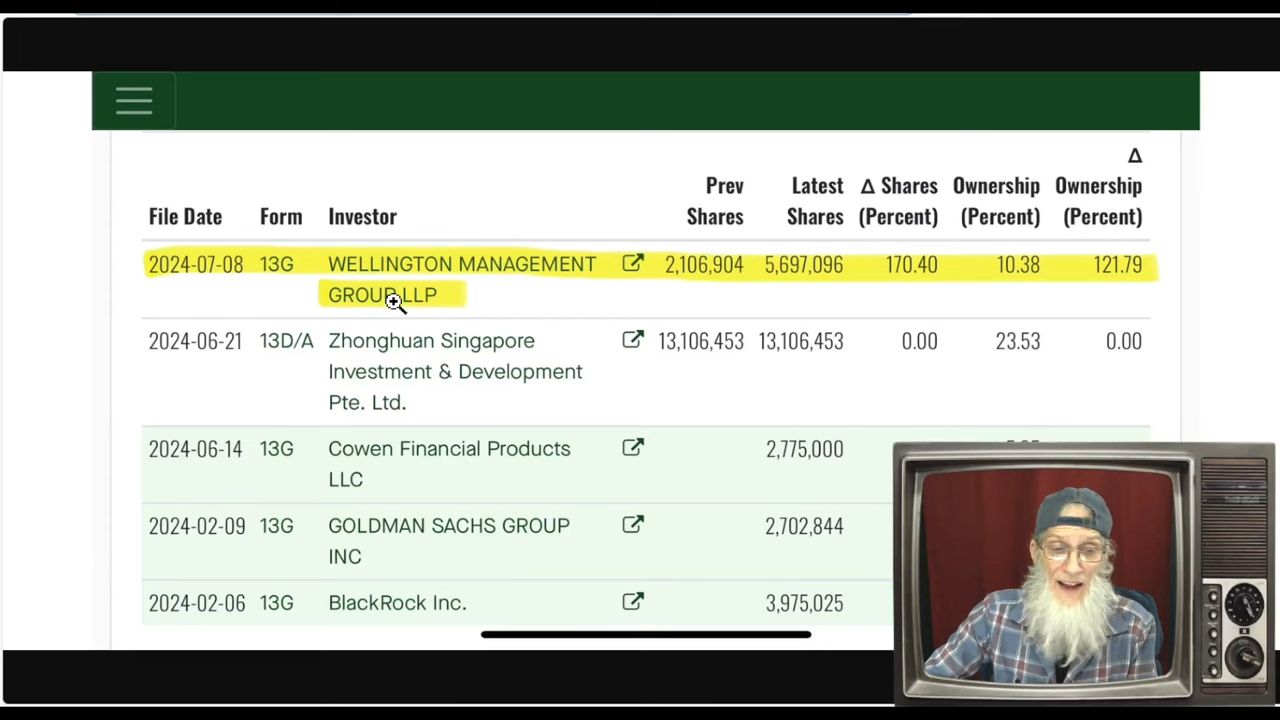 Δ
Prev Latest Δ Shares Ownership Ownership
File Date Form Investor Shares Shares (Percent) (Percent) (Percent)
2024-07-08 13G WELLINGTON MANAGEMENT 2,106,904 5,697,096 170.40 10.38 121.79
GROUP LLP
2024-06-21 13D/A Zhonghuan Singapore 13,106,453 13,106,453 0.00 23.53 0.00
Investment & Development
Pte. Ltd.
2024-06-14 13G Cowen Financial Products 2,775,000
LLC
2024-02-09 13G GOLDMAN SACHS GROUP 2,702,844
INC
2024-02-06 13G BlackRock Inc. 3,975,025